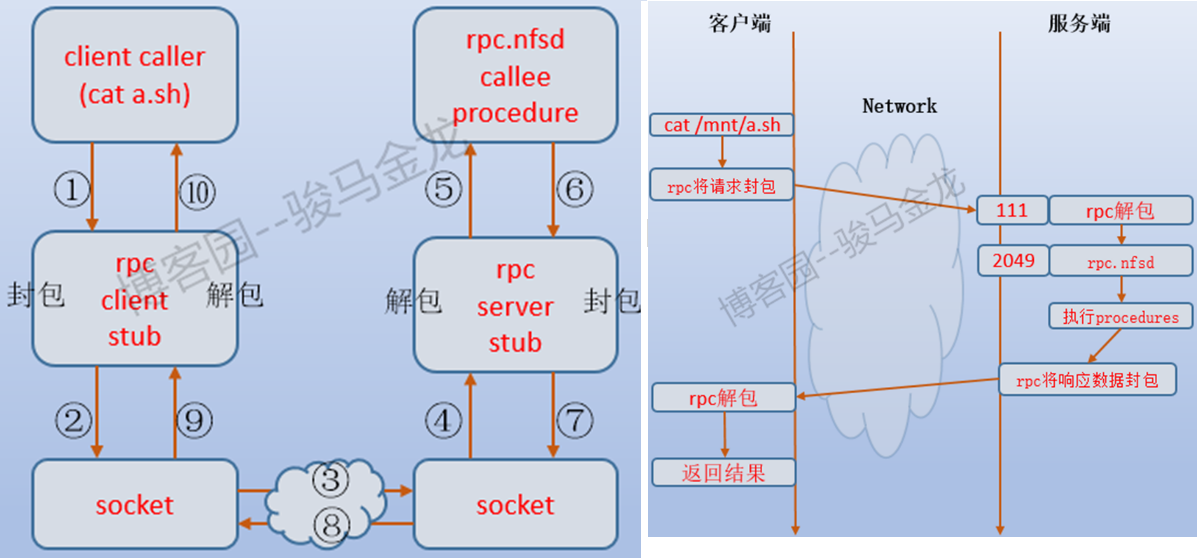 client caller
(cat a.sh)
①
⑩
rpc
client
stub
封包
解包
②
⑨
socket
③
⑧
rpc.nfsd
callee
procedure
⑤
⑥
rpc
server
stub
解包
封包
④
⑦
socket
博客园--骏马金龙
客户端
服务端
Network
cat /mnt/a.sh
rpc将请求封包
111
rpc解包
2049
rpc.nfsd
执行procedures
rpc将响应数据封包
rpc解包
返回结果
博客园--骏马金龙